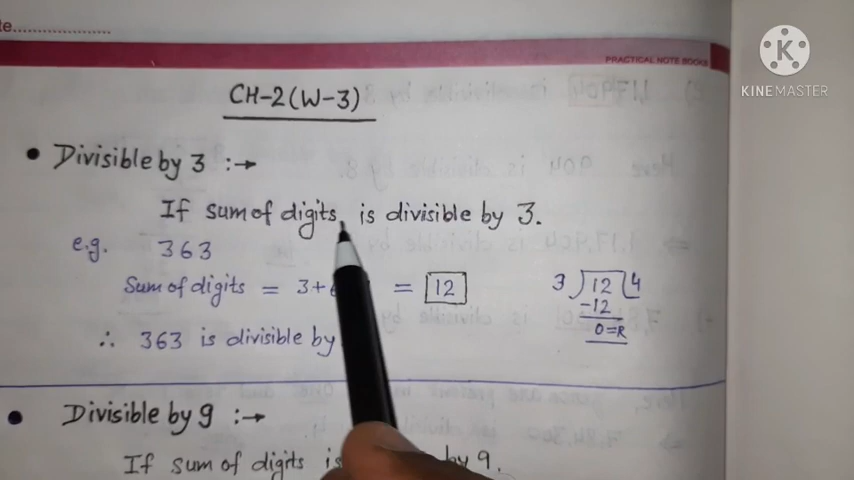 te....................
PRACTICAL NOTE BOOKS
KINEMASTER
CH-2 (W-3)
• Divisible by 3 :→
If sum of digits is divisible by 3.
e.g. 363
Sum of digits = 3+ = 12
3 ) 12 ( 4
-12
0=R
∴ 363 is divisible by
• Divisible by 9 :→
If sum of digits is by 9.